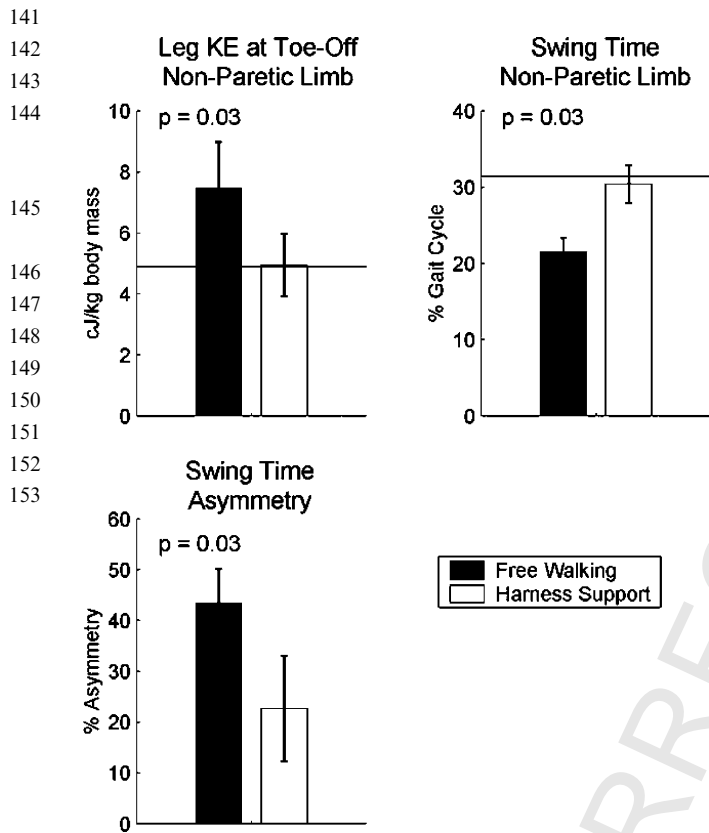 141
142
143
144
145
146
147
148
149
150
151
152
153
Leg KE at Toe-Off
Non-Paretic Limb
p = 0.03
cJ/kg body mass
10
8
6
4
2
0
Swing Time
Non-Paretic Limb
p = 0.03
% Gait Cycle
40
30
20
10
0
Swing Time
Asymmetry
p = 0.03
% Asymmetry
60
50
40
30
20
10
0
Free Walking
Harness Support
RRE